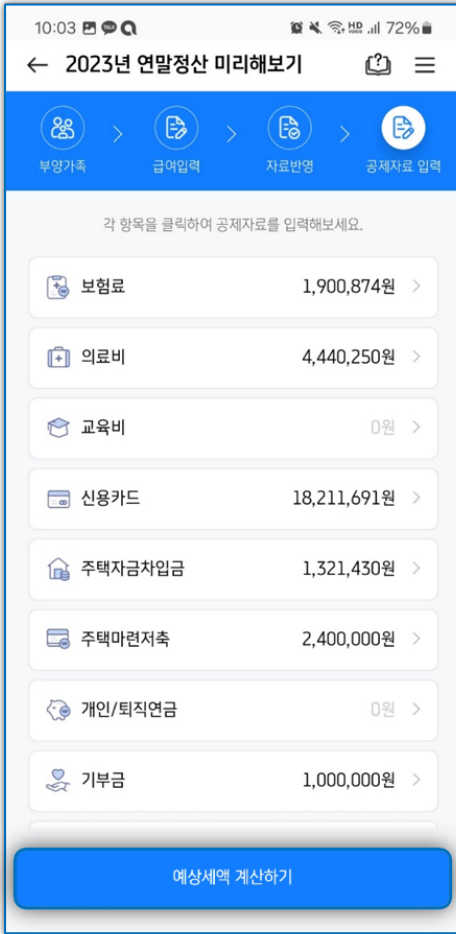 10:03 72%
← 2023년 연말정산 미리해보기
부양가족 > 급여입력 > 자료반영 > 공제자료 입력
각 항목을 클릭하여 공제자료를 입력해보세요.
보험료 1,900,874원 >
의료비 4,440,250원 >
교육비 0원 >
신용카드 18,211,691원 >
주택자금차입금 1,321,430원 >
주택마련저축 2,400,000원 >
개인/퇴직연금 0원 >
기부금 1,000,000원 >
예상세액 계산하기